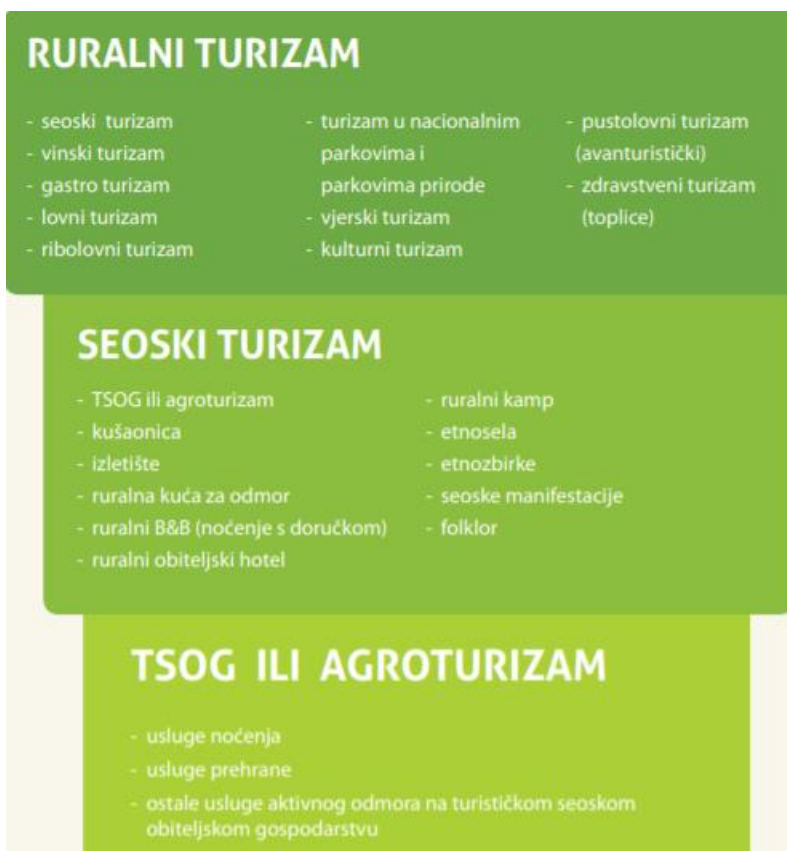 RURALNI TURIZAM
- seoski turizam
- vinski turizam
- gastro turizam
- lovni turizam
- ribolovni turizam
- turizam u nacionalnim
parkovima i
parkovima prirode
- vjerski turizam
- kulturni turizam
- pustolovni turizam
(avanturistički)
- zdravstveni turizam
(toplice)
SEOSKI TURIZAM
- TSOG ili agroturizam
- kušaonica
- izletište
- ruralna kuća za odmor
- ruralni B&B (noćenje s doručkom)
- ruralni obiteljski hotel
- ruralni kamp
- etnosela
- etnozbirke
- seoske manifestacije
- folklor
TSOG ILI AGROTURIZAM
- usluge noćenja
- usluge prehrane
- ostale usluge aktivnog odmora na turističkom seoskom
obiteljskom gospodarstvu